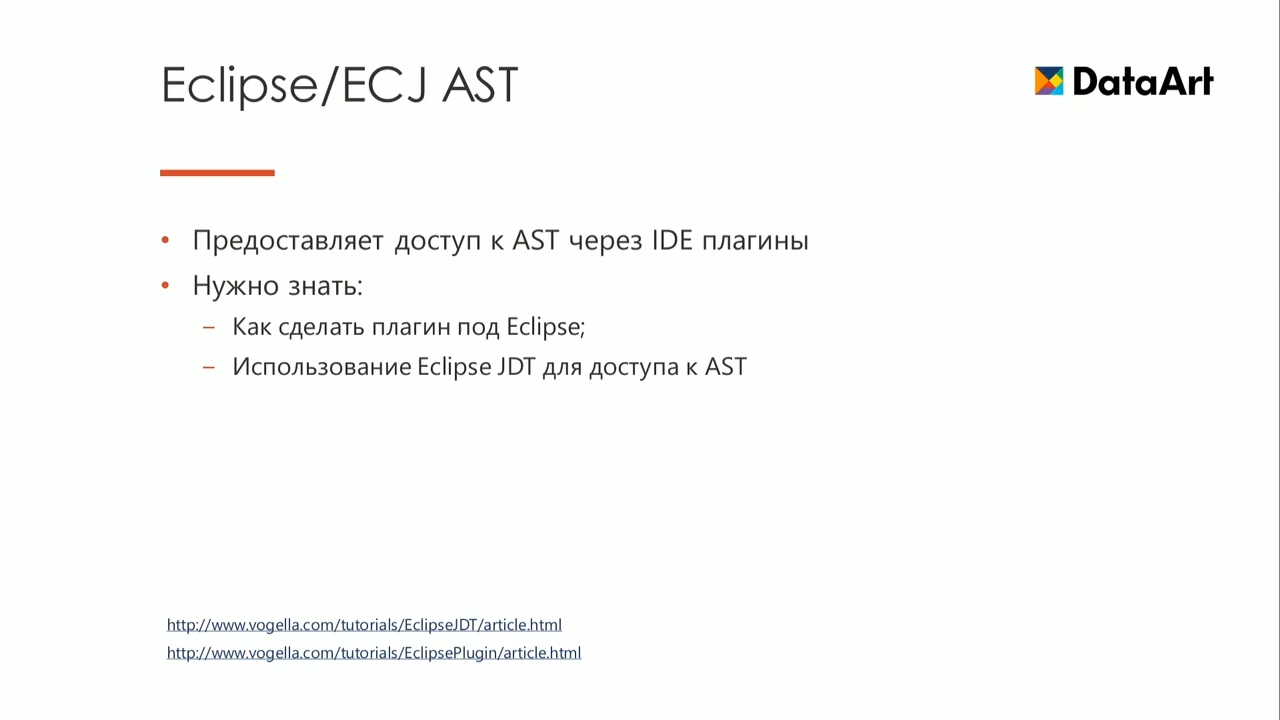 Eclipse/ECJ AST
DataArt
• Предоставляет доступ к AST через IDE плагины
• Нужно знать:
– Как сделать плагин под Eclipse;
– Использование Eclipse JDT для доступа к AST
http://www.vogella.com/tutorials/EclipseJDT/article.html
http://www.vogella.com/tutorials/EclipsePlugin/article.html